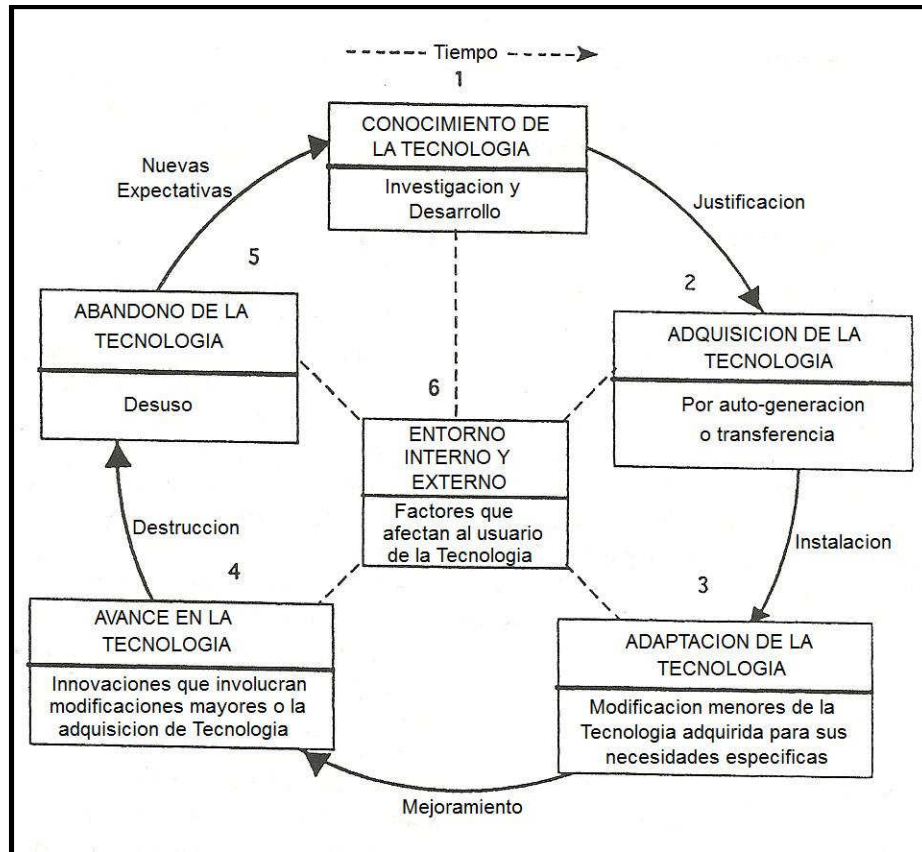 Tiempo
1
CONOCIMIENTO DE
LA TECNOLOGIA
Investigacion y
Desarrollo
Nuevas
Expectativas
Justificacion
5
2
ABANDONO DE LA
TECNOLOGIA
Desuso
ADQUISICION DE LA
TECNOLOGIA
Por auto-generacion
o transferencia
6
ENTORNO
INTERNO Y
EXTERNO
Factores que
afectan al usuario
de la Tecnologia
Destruccion
Instalacion
4
3
AVANCE EN LA
TECNOLOGIA
Innovaciones que involucran
modificaciones mayores o la
adquisicion de Tecnologia
ADAPTACION DE LA
TECNOLOGIA
Modificacion menores de la
Tecnologia adquirida para sus
necesidades especificas
Mejoramiento